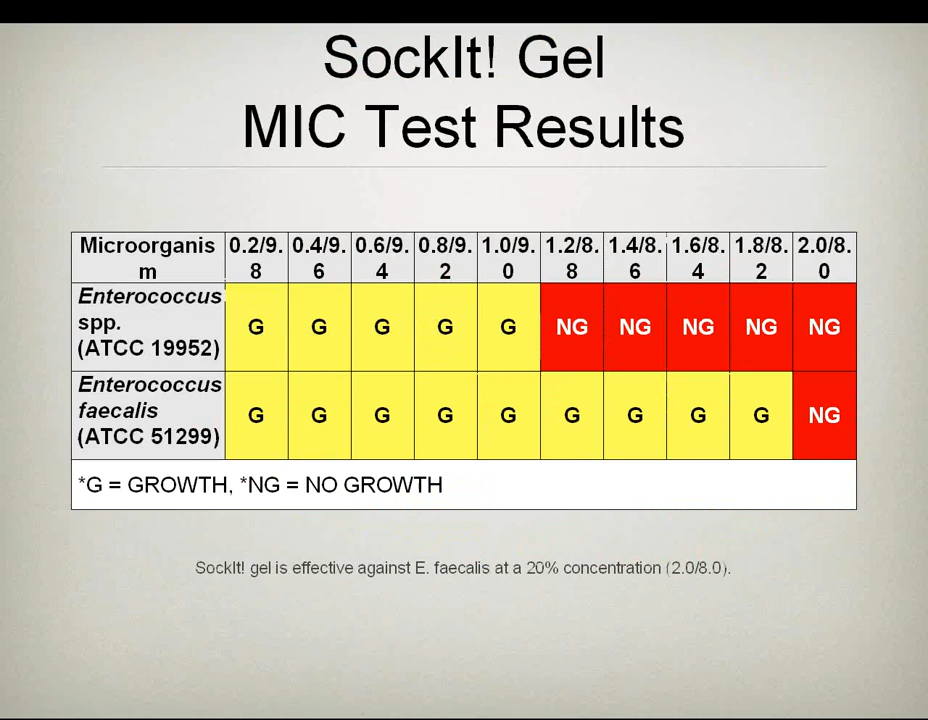 SockIt! Gel
MIC Test Results
Microorganis
m
0.2/9.
8
0.4/9.
6
0.6/9.
4
0.8/9.
2
1.0/9.
0
1.2/8.
8
1.4/8.
6
1.6/8.
4
1.8/8.
2
2.0/8.
0
Enterococcus
spp.
(ATCC 19952)
G G G G G NG NG NG NG NG
Enterococcus
faecalis
(ATCC 51299)
G G G G G G G G G NG
*G = GROWTH, *NG = NO GROWTH
SockIt! gel is effective against E. faecalis at a 20% concentration (2.0/8.0).